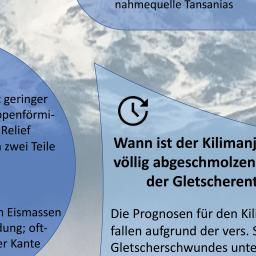 nahmequelle Tansanias
geringer
ppenförmi-
Relief
zwei Teile
n Eismassen
dung; oft-
er Kante
Wann ist der Kilimanj
völlig abgeschmolzen
der Gletscherent
Die Prognosen für den Kili
fallen aufgrund der vers. S
Gletscherschwundes unte